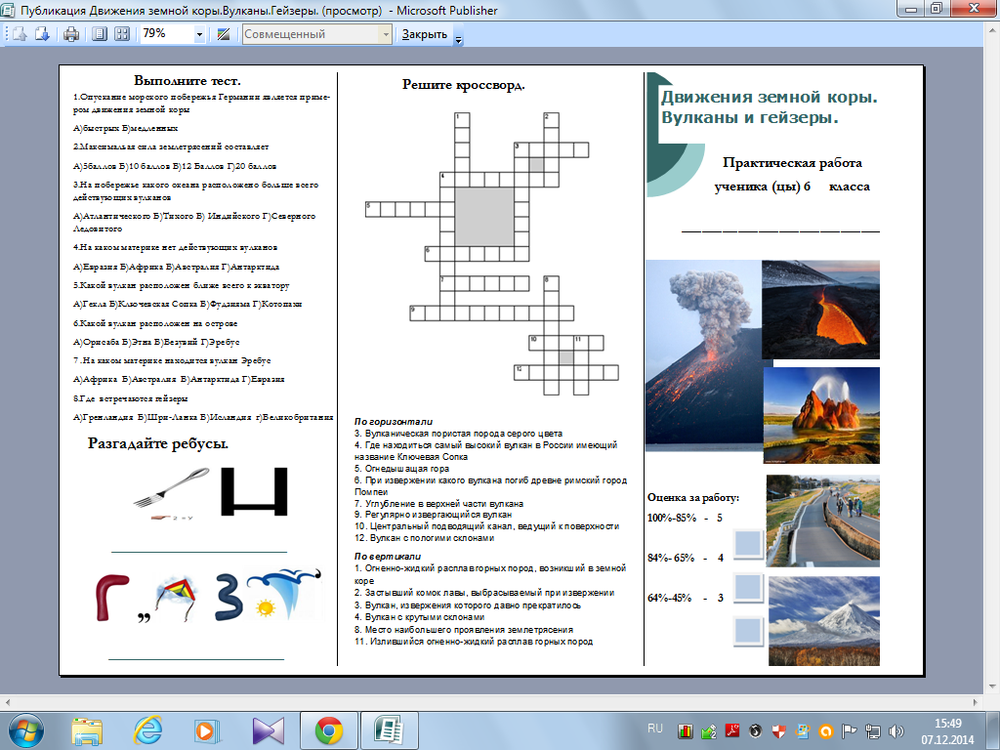 Публикация Движения земной коры.Вулканы.Гейзеры. (просмотр) - Microsoft Publisher
79%
Совмещенный
Закрыть
Выполните тест.
1.Опускание морского побережья Германии является приме-
ром движения земной коры
А)быстрых Б)медленных
2.Максимальая сила землетрясений составляет
А)5баллов Б)10 баллов В)12 Баллов Г)20 баллов
3.На побережье какого океана расположено больше всего
действующих вулканов
А)Атлантического Б)Тихого В) Индийского Г)Северного
Ледовитого
4.На каком материке нет действующих вулканов
А)Евразия Б)Африка В)Австралия Г)Антарктида
5.Какой вулкан расположен ближе всего к экватору
А)Гекла Б)Ключевская Сопка В)Фудзияма Г)Котопахи
6.Какой вулкан расположен на острове
А)Орисаба Б)Этна В)Везувий Г)Эребус
7 .На каком материке находится вулкан Эребус
А)Африка Б)Австралия В)Антарктида Г)Евразия
8.Где встречаются гейзеры
А)Гренландия Б)Шри-Ланка В)Исландия г)Великобритания
Разгадайте ребусы.
2 = У
Ы
Г „ З
Решите кроссворд.
1
2
3
4
5
6
7
8
9
10
11
12
По горизонтали
3. Вулканическая пористая порода серого цвета
4. Где находиться самый высокий вулкан в России имеющий
название Ключевая Сопка
5. Огнедышащая гора
6. При извержении какого вулкана погиб древне римский город
Помпеи
7. Углубление в верхней части вулкана
9. Регулярно извергающийся вулкан
10. Центральный подводящий канал, ведущий к поверхности
12. Вулкан с пологими склонами
По вертикали
1. Огненно-жидкий расплав горных пород, возникший в земной
коре
2. Застывший комок лавы, выбрасываемый при извержении
3. Вулкан, извержения которого давно прекратилось
4. Вулкан с крутыми склонами
8. Место наибольшего проявления землетрясения
11. Излившийся огненно-жидкий расплав горных пород
Движения земной коры.
Вулканы и гейзеры.
Практическая работа
ученика (цы) 6 класса
Оценка за работу:
100%-85% - 5
84%- 65% - 4
64%-45% - 3
RU
15:49
07.12.2014